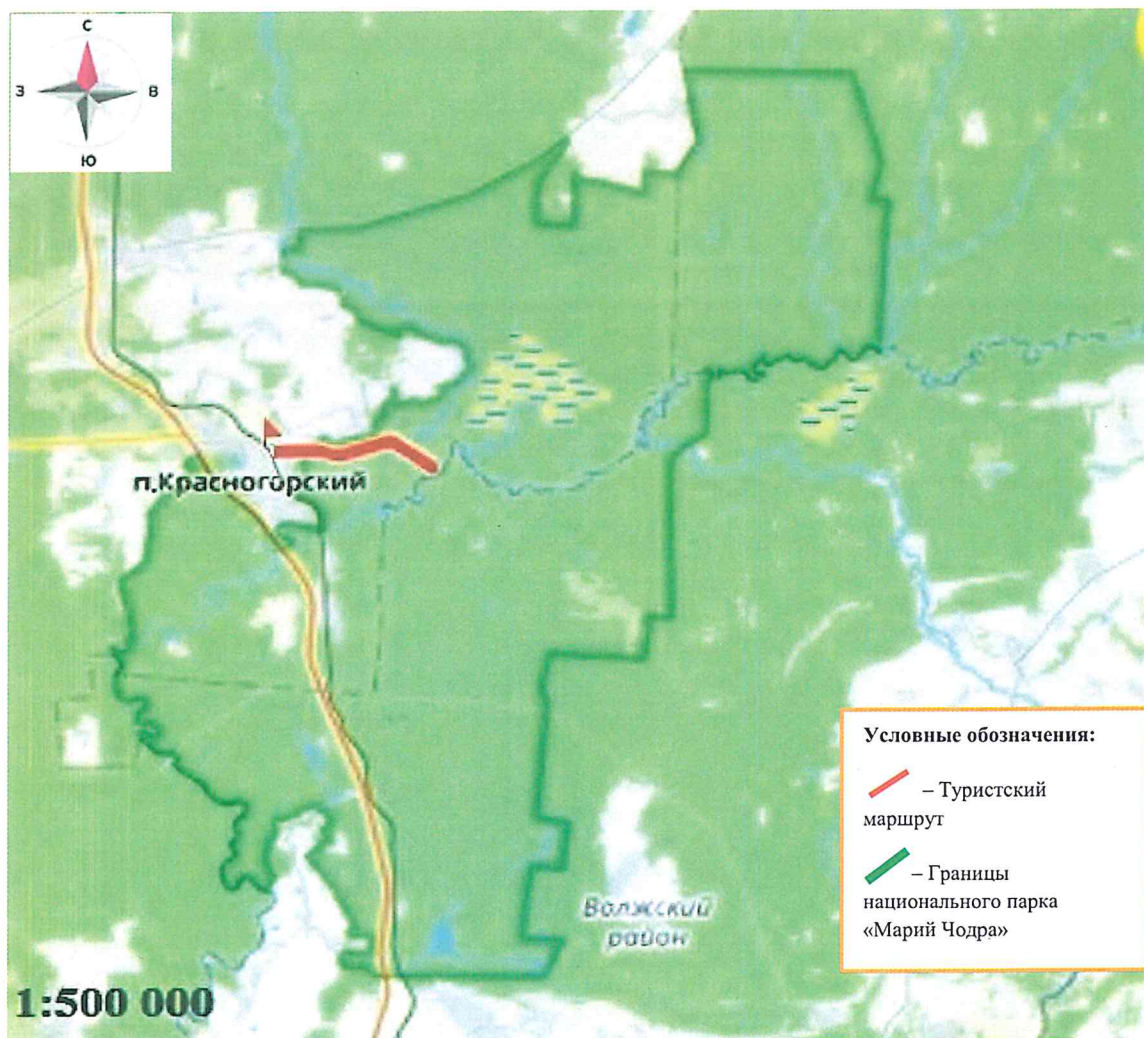 С
З
В
Ю
п.Красногорский
Условные обозначения:
– Туристский
маршрут
– Границы
национального парка
«Марий Чодра»
Волжский
район
1:500 000